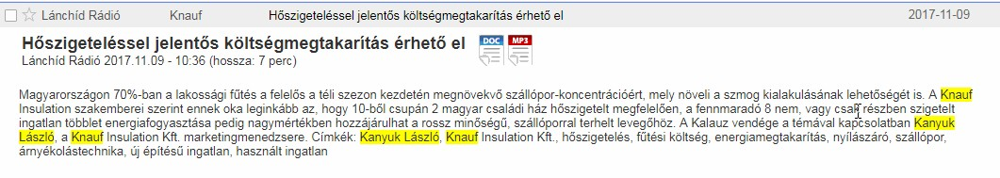 Lánchíd Rádió Knauf Hőszigeteléssel jelentős költségmegtakarítás érhető el 2017-11-09
Hőszigeteléssel jelentős költségmegtakarítás érhető el DOC MP3
Lánchíd Rádió 2017.11.09 - 10:36 (hossza: 7 perc)
Magyarországon 70%-ban a lakossági fűtés a felelős a téli szezon kezdetén megnövekvő szállópor-koncentrációért, mely növeli a szmog kialakulásának lehetőségét is. A Knauf
Insulation szakemberei szerint ennek oka leginkább az, hogy 10-ből csupán 2 magyar családi ház hőszigetelt megfelelően, a fennmaradó 8 nem, vagy csak részben szigetelt
ingatlan többlet energiafogyasztása pedig nagymértékben hozzájárulhat a rossz minőségű, szállóporral terhelt levegőhöz. A Kalauz vendége a témával kapcsolatban Kanyuk
László, a Knauf Insulation Kft. marketingmenedzsere. Címkék: Kanyuk László, Knauf Insulation Kft., hőszigetelés, fűtési költség, energiamegtakarítás, nyílászáró, szállópor,
árnyékolástechnika, új építésű ingatlan, használt ingatlan